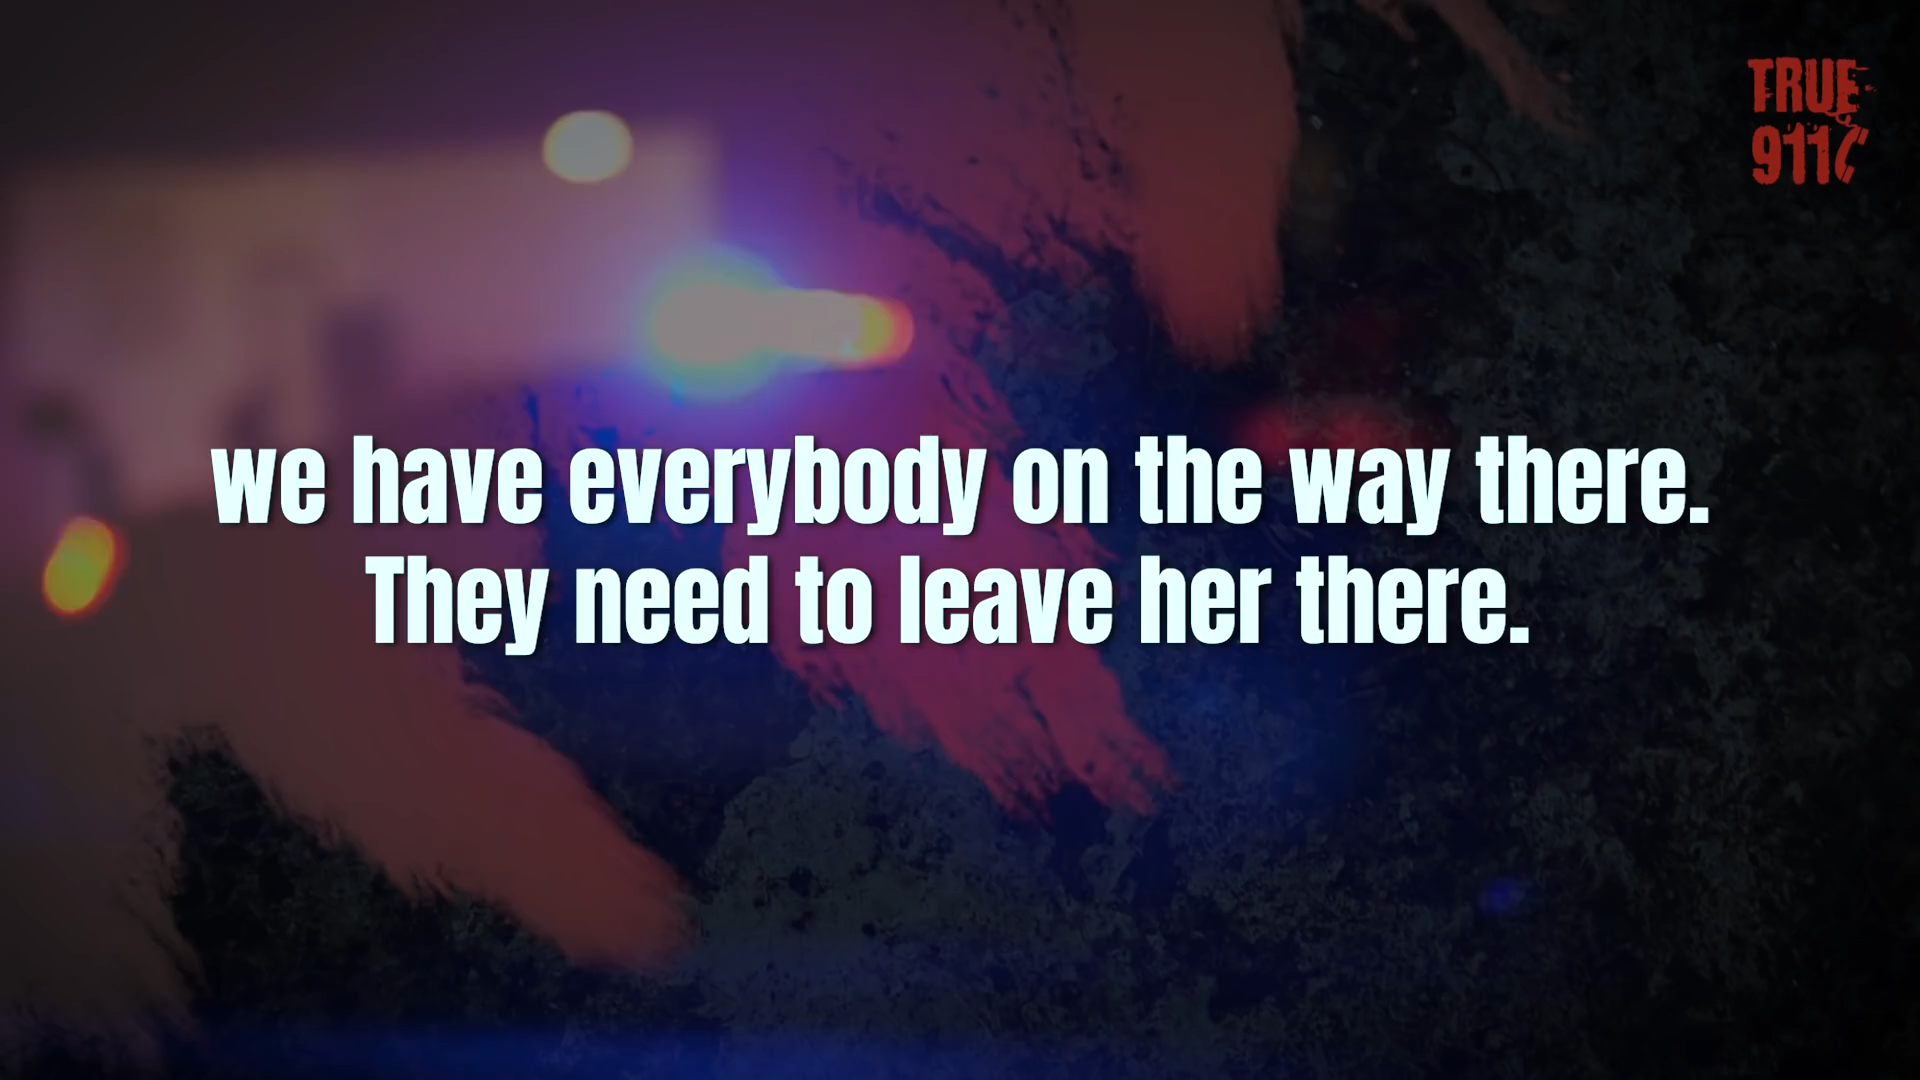 TRUE
911
we have everybody on the way there.
They need to leave her there.